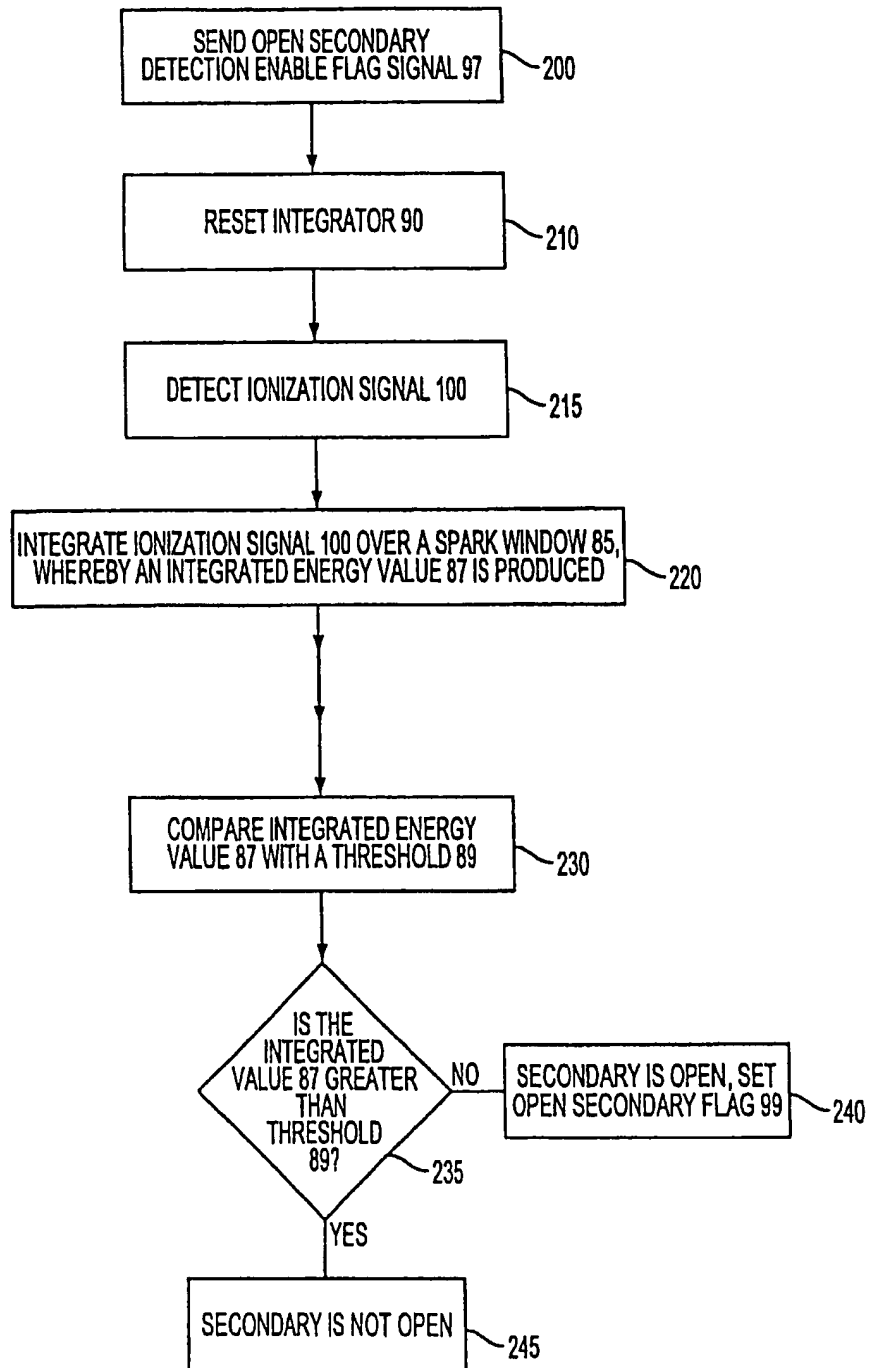 SEND OPEN SECONDARY
DETECTION ENABLE FLAG SIGNAL 97
200
RESET INTEGRATOR 90
210
DETECT IONIZATION SIGNAL 100
215
INTEGRATE IONIZATION SIGNAL 100 OVER A SPARK WINDOW 85,
WHEREBY AN INTEGRATED ENERGY VALUE 87 IS PRODUCED
220
COMPARE INTEGRATED ENERGY
VALUE 87 WITH A THRESHOLD 89
230
IS THE
INTEGRATED
VALUE 87 GREATER
THAN
THRESHOLD
89?
235
NO
SECONDARY IS OPEN, SET
OPEN SECONDARY FLAG 99
240
YES
SECONDARY IS NOT OPEN
245